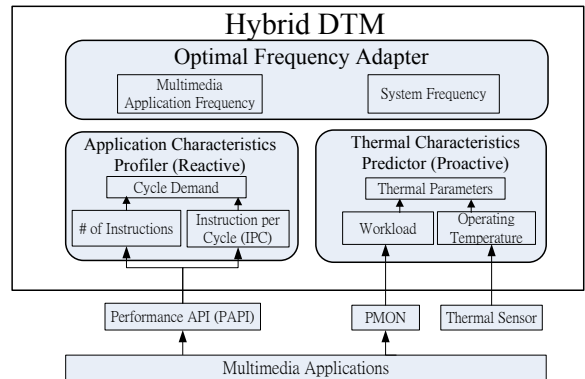 Hybrid DTM
Optimal Frequency Adapter
Multimedia
Application Frequency
System Frequency
Application Characteristics
Profiler (Reactive)
Cycle Demand
# of Instructions
Instruction per
Cycle (IPC)
Thermal Characteristics
Predictor (Proactive)
Thermal Parameters
Workload
Operating
Temperature
Performance API (PAPI)
PMON
Thermal Sensor
Multimedia Applications